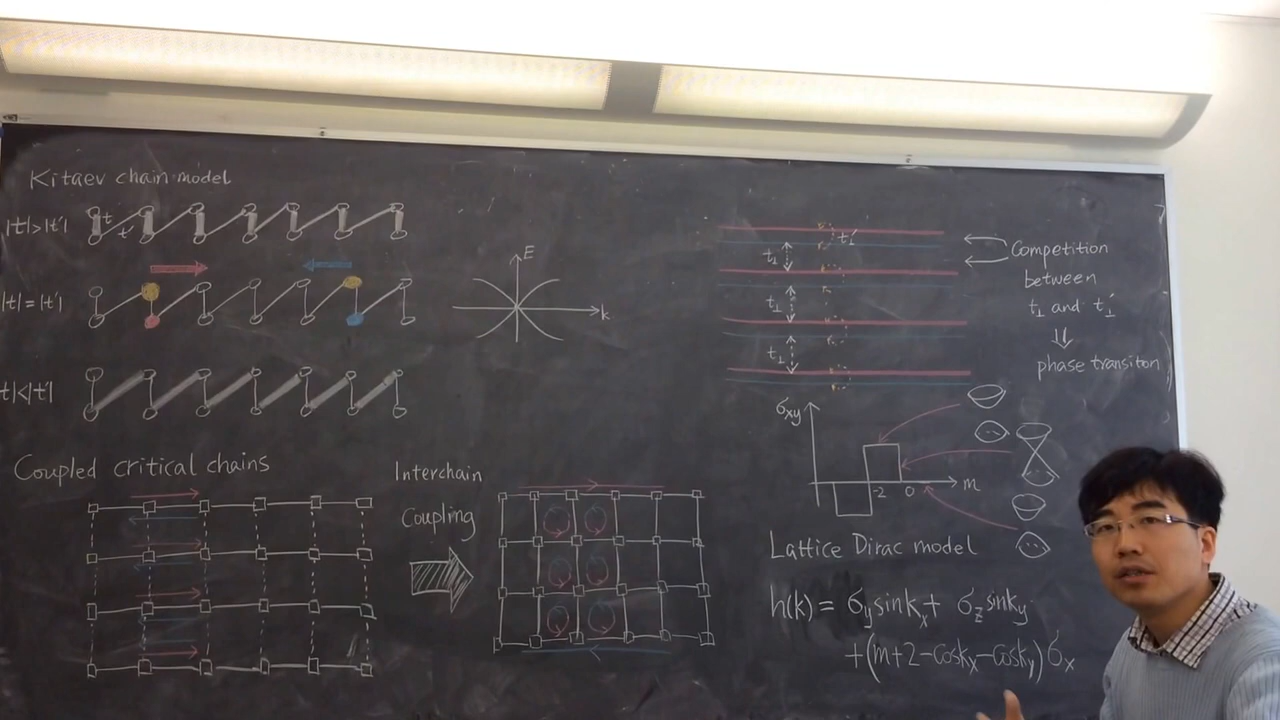 Kitaev chain model
|t|>|t'|
t
t'
|t|=|t'|
E
k
t|<|t'|
Coupled critical chains
Interchain
Coupling
t⊥
t'⊥
t⊥
t⊥
Competition
between
t⊥ and t'⊥
⇓
phase transiton
σxy
-2 0 m
Lattice Dirac model
h(k) = σy sinkx + σz sinky
+(m+2-coskx-cosky)σx